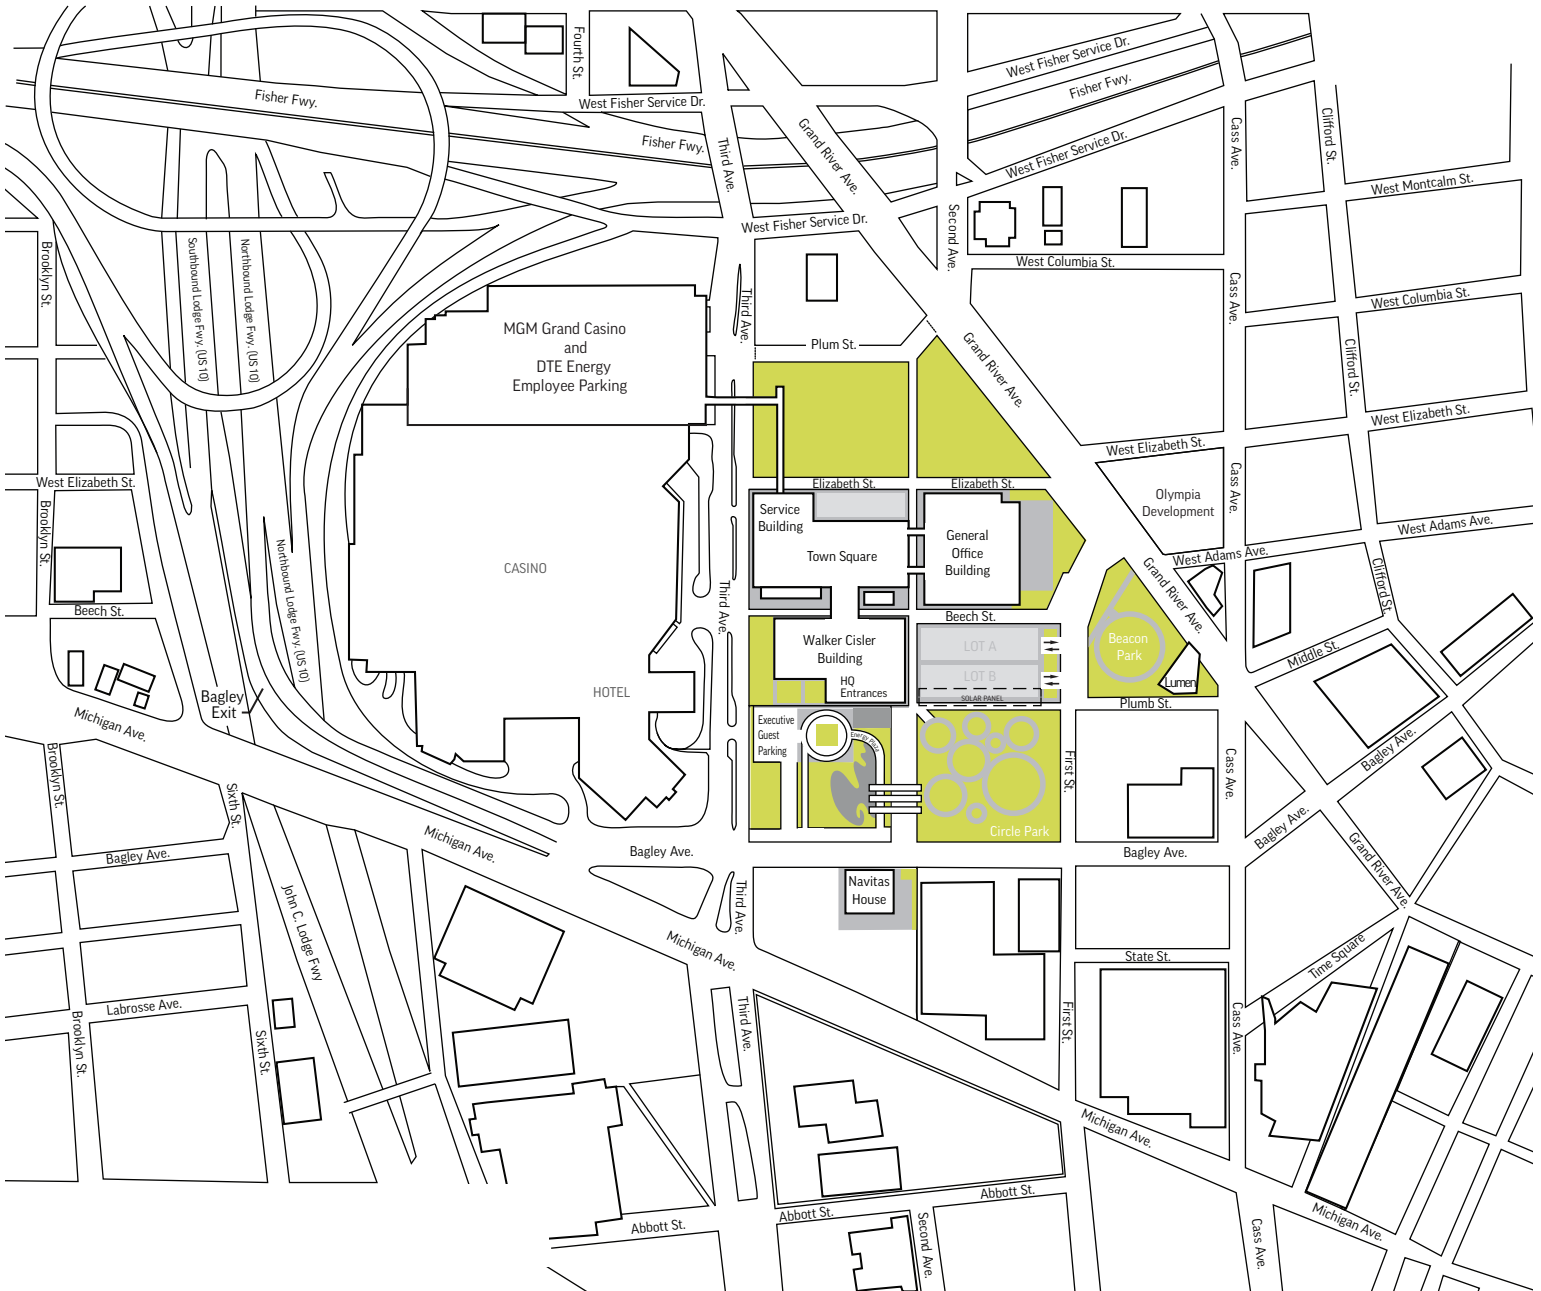 Fourth St.
West Fisher Service Dr.
Fisher Fwy.
West Fisher Service Dr.
Fisher Fwy.
Fisher Fwy.
Third Ave.
Grand River Ave.
West Fisher Service Dr.
Cass Ave.
Clifford St.
West Montcalm St.
West Fisher Service Dr.
Second Ave.
West Columbia St.
Brooklyn St.
Southbound Lodge Fwy. (US 10)
Northbound Lodge Fwy. (US 10)
Third Ave.
Cass Ave.
West Columbia St.
MGM Grand Casino
and
DTE Energy
Employee Parking
Plum St.
Grand River Ave.
Clifford St.
West Elizabeth St.
West Elizabeth St.
West Elizabeth St.
Elizabeth St.
Elizabeth St.
Cass Ave.
Olympia
Development
Brooklyn St.
Service
Building
Town Square
General
Office
Building
West Adams Ave.
West Adams Ave.
Northbound Lodge Fwy. (US 10)
CASINO
Third Ave.
Grand River Ave.
Clifford St.
Beech St.
Beech St.
Walker Cisler
Building
LOT A
LOT B
SOLAR PANEL
Beacon
Park
Lumen
Middle St.
HQ
Entrances
HOTEL
Bagley
Exit
Plumb St.
Michigan Ave.
Executive
Guest
Parking
Energy Plaza
First St.
Cass Ave.
Bagley Ave.
Brooklyn St.
Sixth St.
Circle Park
Bagley Ave.
Michigan Ave.
Bagley Ave.
Bagley Ave.
Bagley Ave.
Grand River Ave.
Navitas
House
Third Ave.
John C. Lodge Fwy
Michigan Ave.
State St.
Time Square
Labrosse Ave.
Brooklyn St.
Sixth St.
Third Ave.
First St.
Cass Ave.
Michigan Ave.
Abbott St.
Abbott St.
Abbott St.
Second Ave.
Cass Ave.
Michigan Ave.